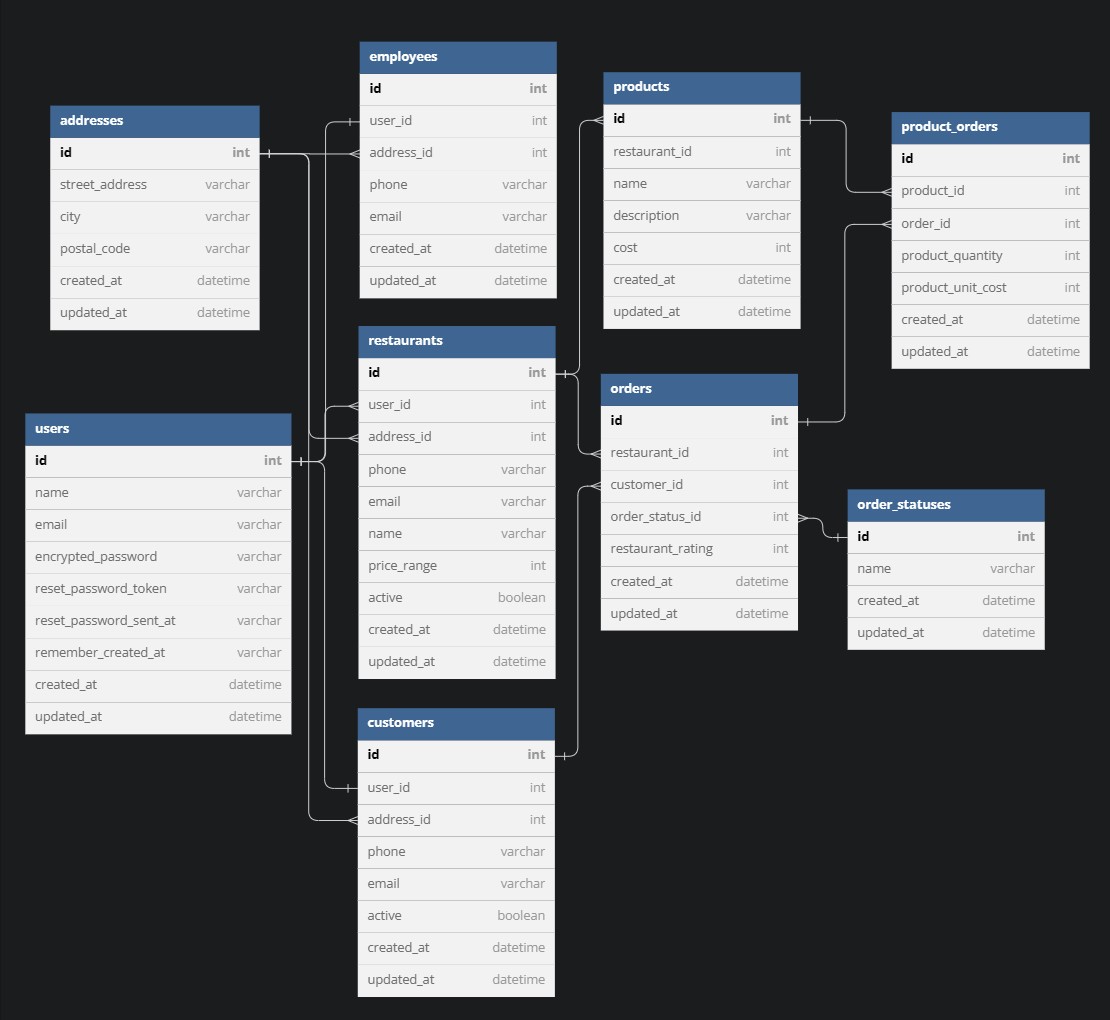 addresses
id int
street_address varchar
city varchar
postal_code varchar
created_at datetime
updated_at datetime
users
id int
name varchar
email varchar
encrypted_password varchar
reset_password_token varchar
reset_password_sent_at varchar
remember_created_at varchar
created_at datetime
updated_at datetime
employees
id int
user_id int
address_id int
phone varchar
email varchar
created_at datetime
updated_at datetime
restaurants
id int
user_id int
address_id int
phone varchar
email varchar
name varchar
price_range int
active boolean
created_at datetime
updated_at datetime
customers
id int
user_id int
address_id int
phone varchar
email varchar
active boolean
created_at datetime
updated_at datetime
products
id int
restaurant_id int
name varchar
description varchar
cost int
created_at datetime
updated_at datetime
orders
id int
restaurant_id int
customer_id int
order_status_id int
restaurant_rating int
created_at datetime
updated_at datetime
product_orders
id int
product_id int
order_id int
product_quantity int
product_unit_cost int
created_at datetime
updated_at datetime
order_statuses
id int
name varchar
created_at datetime
updated_at datetime